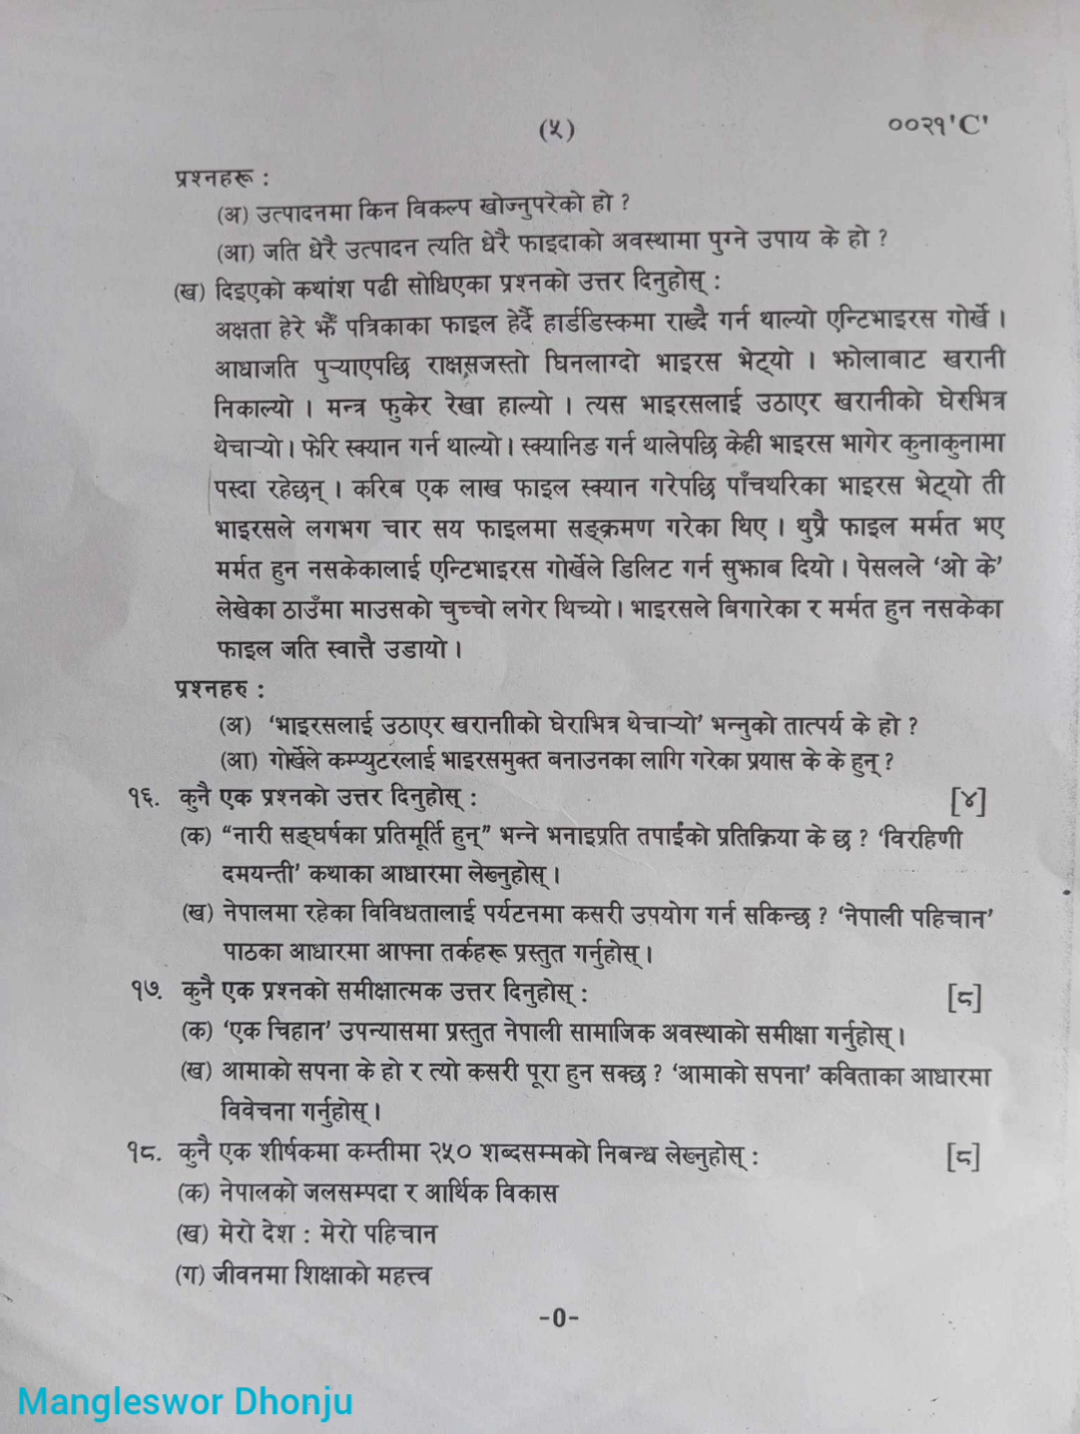 (५)
००२१'C'
प्रश्नहरू :
(अ) उत्पादनमा किन विकल्प खोज्नुपरेको हो ?
(आ) जति धेरै उत्पादन त्यति धेरै फाइदाको अवस्थामा पुग्ने उपाय के हो ?
(ख) दिइएको कथांश पढी सोधिएका प्रश्नको उत्तर दिनुहोस् :
अक्षता हेरे झैँ पत्रिकाका फाइल हेर्दै हार्डडिस्कमा राख्दै गर्न थाल्यो एन्टिभाइरस गोर्खे ।
आधाजति पुऱ्याएपछि राक्षसजस्तो घिनलाग्दो भाइरस भेट्यो । झोलाबाट खरानी
निकाल्यो । मन्त्र फुकेर रेखा हाल्यो । त्यस भाइरसलाई उठाएर खरानीको घेरभित्र
थेचाऱ्यो । फेरि स्क्यान गर्न थाल्यो । स्क्यानिङ गर्न थालेपछि केही भाइरस भागेर कुनाकुनामा
पस्दा रहेछन् । करिब एक लाख फाइल स्क्यान गरेपछि पाँचथरिका भाइरस भेट्यो ती
भाइरसले लगभग चार सय फाइलमा सङ्क्रमण गरेका थिए । थुप्रै फाइल मर्मत भए
मर्मत हुन नसकेकालाई एन्टिभाइरस गोर्खेले डिलिट गर्न सुझाब दियो । पेसलले ‘ओ के’
लेखेका ठाउँमा माउसको चुच्चो लगेर थिच्यो । भाइरसले बिगारेका र मर्मत हुन नसकेका
फाइल जति स्वात्तै उडायो ।
प्रश्नहरु :
(अ) ‘भाइरसलाई उठाएर खरानाीको घेराभित्र थेचाऱ्यो’ भन्नुको तात्पर्य के हो ?
(आ) गोर्खेले कम्प्युटरलाई भाइरसमुक्त बनाउनका लागि गरेका प्रयास के के हुन् ?
१६. कुनै एक प्रश्नको उत्तर दिनुहोस् : [४]
(क) “नारी सङ्घर्षका प्रतिमूर्ति हुन्” भन्ने भनाइप्रति तपाईंको प्रतिक्रिया के छ ? ‘विरहिणी
दमयन्ती’ कथाका आधारमा लेख्नुहोस् ।
(ख) नेपालमा रहेका विविधतालाई पर्यटनमा कसरी उपयोग गर्न सकिन्छ ? ‘नेपाली पहिचान’
पाठका आधारमा आफ्ना तर्कहरू प्रस्तुत गर्नुहोस् ।
१७. कुनै एक प्रश्नको समीक्षात्मक उत्तर दिनुहोस् : [८]
(क) ‘एक चिहान’ उपन्यासमा प्रस्तुत नेपाली सामाजिक अवस्थाको समीक्षा गर्नुहोस् ।
(ख) आमाको सपना के हो र त्यो कसरी पूरा हुन सक्छ ? ‘आमाको सपना’ कविताका आधारमा
विवेचना गर्नुहोस् ।
१८. कुनै एक शीर्षकमा कम्तीमा २५० शब्दसम्मको निबन्ध लेख्नुहोस् : [८]
(क) नेपालको जलसम्पदा र आर्थिक विकास
(ख) मेरो देश : मेरो पहिचान
(ग) जीवनमा शिक्षाको महत्त्व
-0-
Mangleswor Dhonju